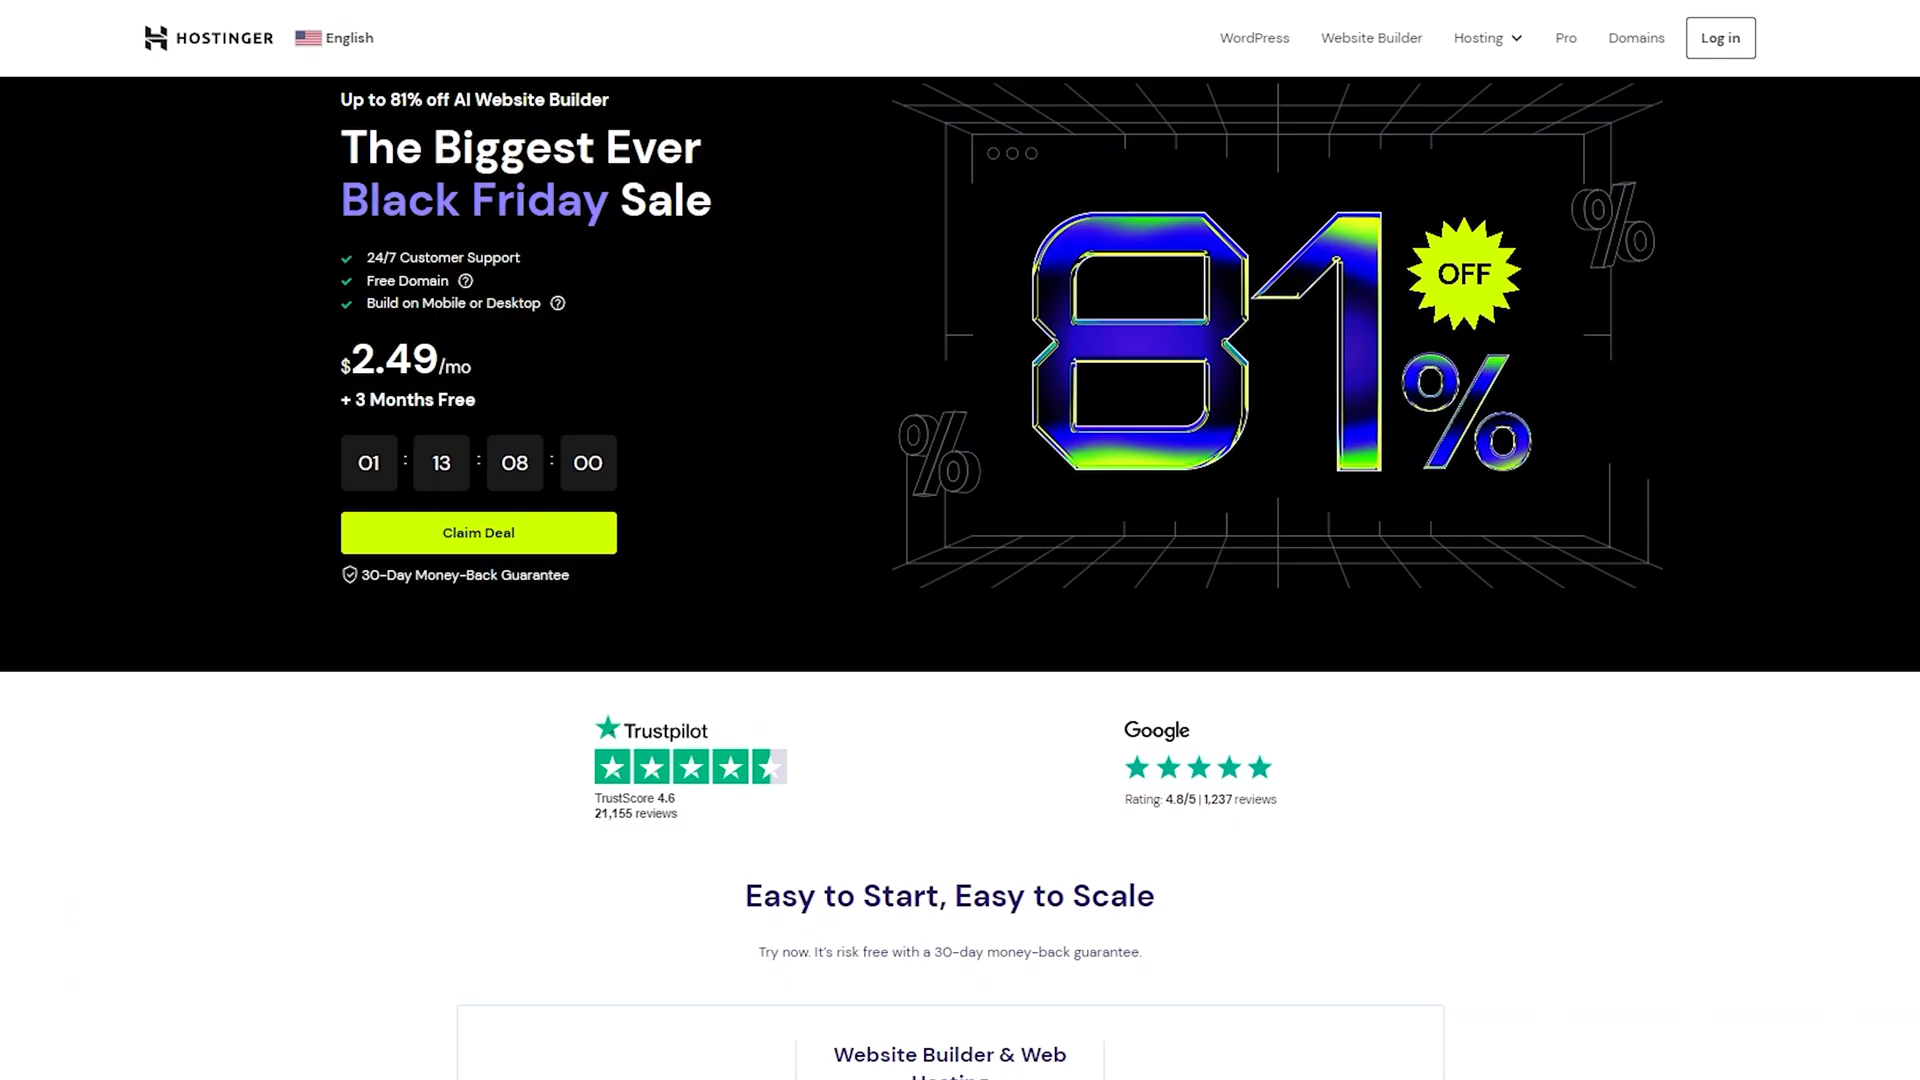 HOSTINGER
English
WordPress
Website Builder
Hosting
Pro
Domains
Log in
Up to 81% off AI Website Builder
The Biggest Ever
Black Friday Sale
24/7 Customer Support
Free Domain
Build on Mobile or Desktop
$2.49/mo
+ 3 Months Free
01 : 13 : 08 : 00
Claim Deal
30-Day Money-Back Guarantee
81%
OFF
%
%
Trustpilot
TrustScore 4.6
21,155 reviews
Google
Rating: 4.8/5 | 1,237 reviews
Easy to Start, Easy to Scale
Try now. It's risk free with a 30-day money-back guarantee.
Website Builder & Web
Hosting